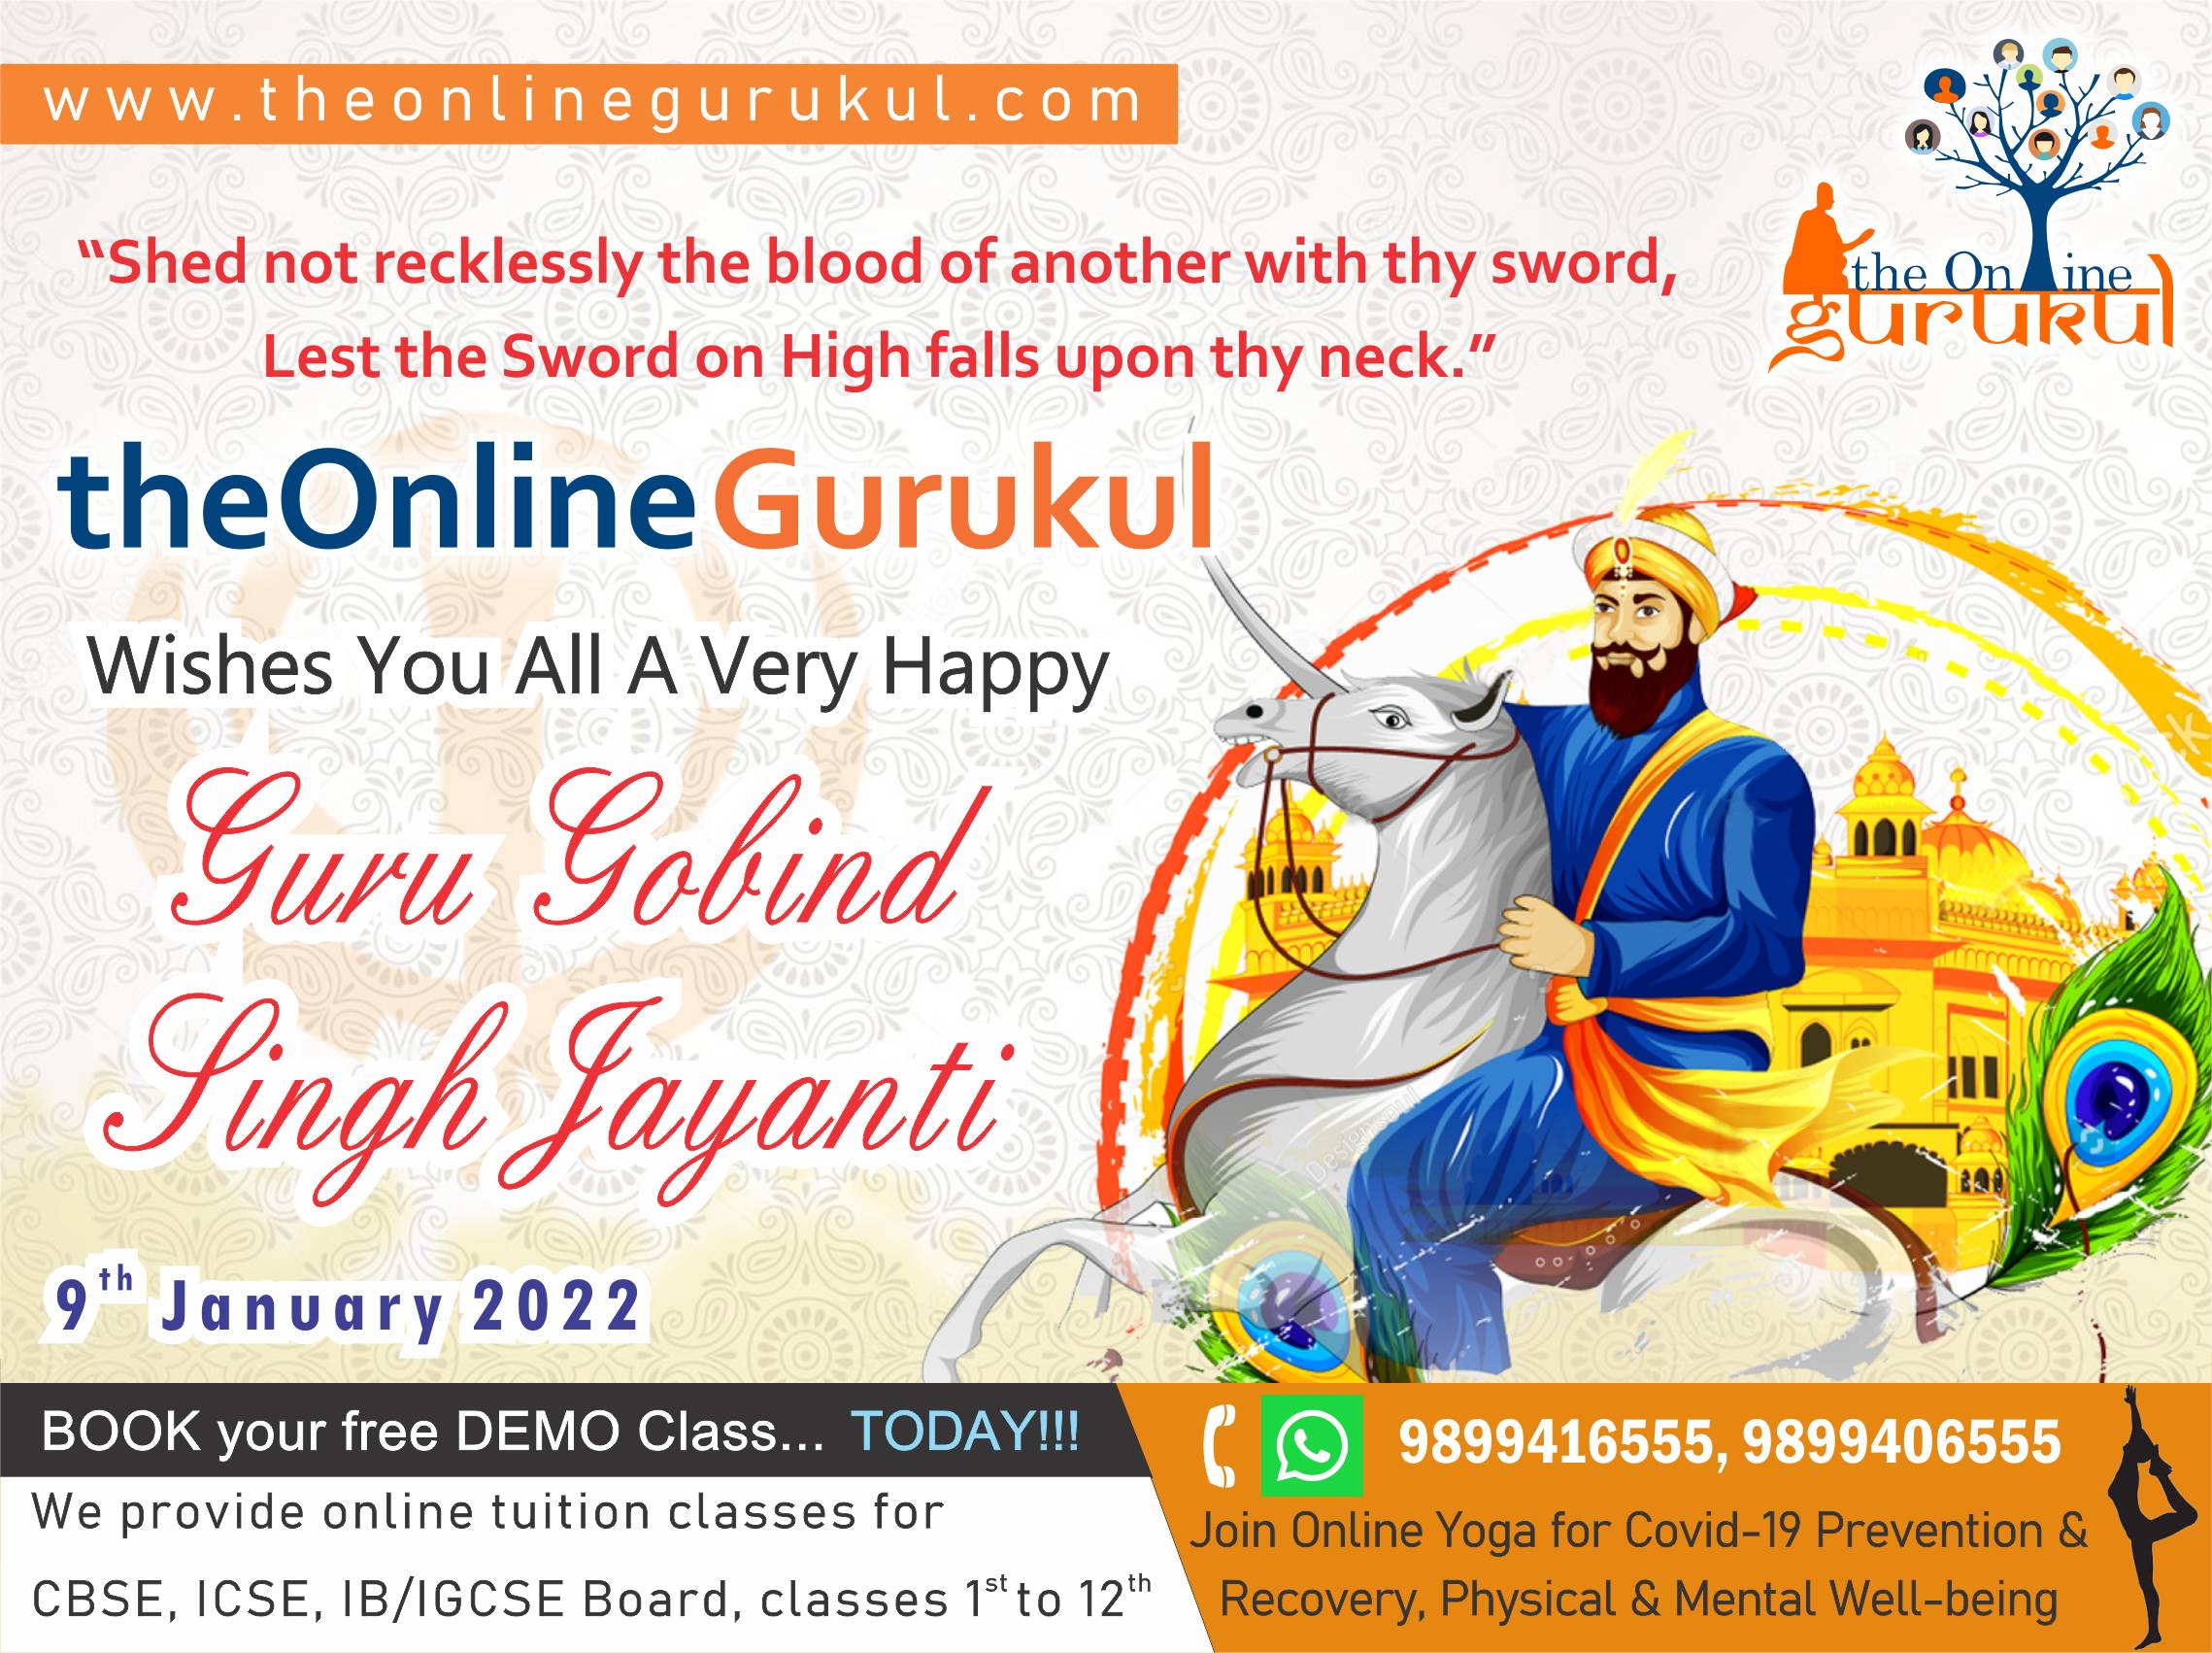 www.theonlinegurukul.com
the Online
gurukul
“Shed not recklessly the blood of another with thy sword,
Lest the Sword on High falls upon thy neck.”
theOnlineGurukul
Wishes You All A Very Happy
Guru Gobind
Singh Jayanti
9th January 2022
BOOK your free DEMO Class... TODAY!!!
We provide online tuition classes for
CBSE, ICSE, IB/IGCSE Board, classes 1st to 12th
9899416555, 9899406555
Join Online Yoga for Covid-19 Prevention &
Recovery, Physical & Mental Well-being